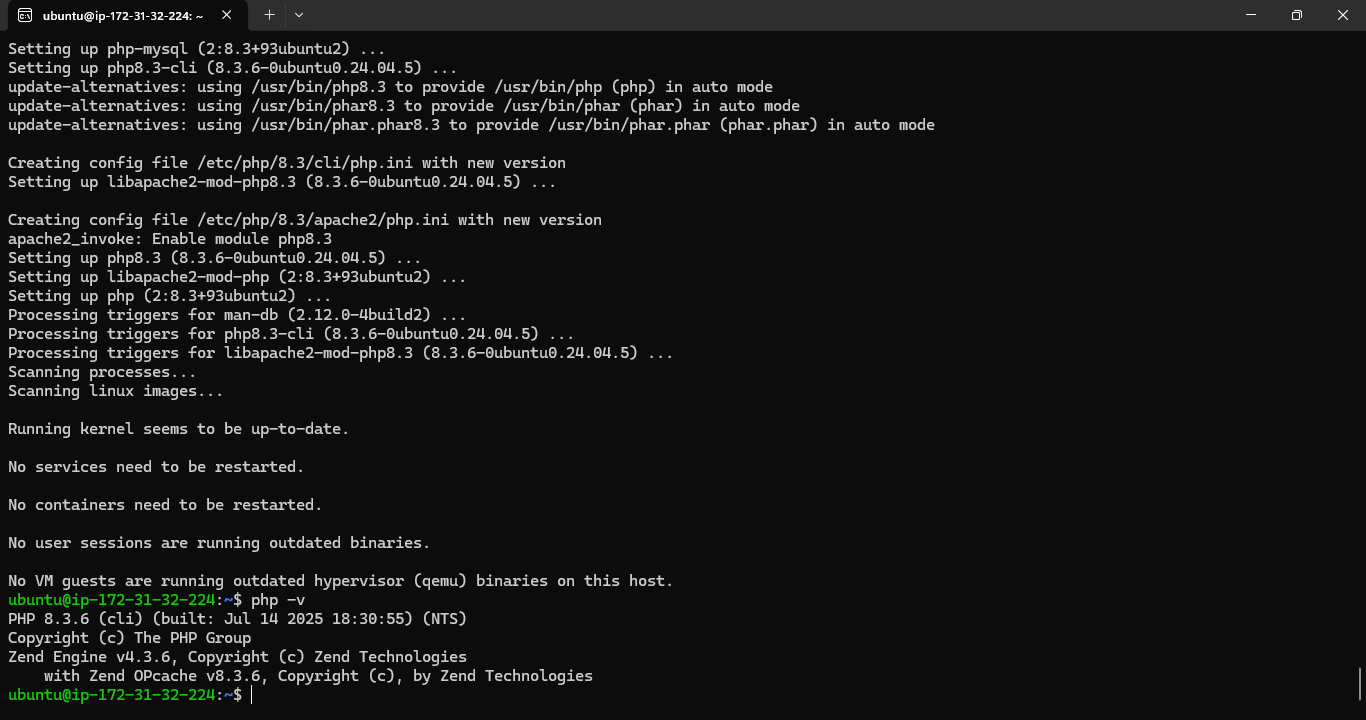 ubuntu@ip-172-31-32-224: ~
Setting up php-mysql (2:8.3+93ubuntu2) ...
Setting up php8.3-cli (8.3.6-0ubuntu0.24.04.5) ...
update-alternatives: using /usr/bin/php8.3 to provide /usr/bin/php (php) in auto mode
update-alternatives: using /usr/bin/phar8.3 to provide /usr/bin/phar (phar) in auto mode
update-alternatives: using /usr/bin/phar.phar8.3 to provide /usr/bin/phar.phar (phar.phar) in auto mode

Creating config file /etc/php/8.3/cli/php.ini with new version
Setting up libapache2-mod-php8.3 (8.3.6-0ubuntu0.24.04.5) ...

Creating config file /etc/php/8.3/apache2/php.ini with new version
apache2_invoke: Enable module php8.3
Setting up php8.3 (8.3.6-0ubuntu0.24.04.5) ...
Setting up libapache2-mod-php (2:8.3+93ubuntu2) ...
Setting up php (2:8.3+93ubuntu2) ...
Processing triggers for man-db (2.12.0-4build2) ...
Processing triggers for php8.3-cli (8.3.6-0ubuntu0.24.04.5) ...
Processing triggers for libapache2-mod-php8.3 (8.3.6-0ubuntu0.24.04.5) ...
Scanning processes...
Scanning linux images...

Running kernel seems to be up-to-date.

No services need to be restarted.

No containers need to be restarted.

No user sessions are running outdated binaries.

No VM guests are running outdated hypervisor (qemu) binaries on this host.
ubuntu@ip-172-31-32-224:~$ php -v
PHP 8.3.6 (cli) (built: Jul 14 2025 18:30:55) (NTS)
Copyright (c) The PHP Group
Zend Engine v4.3.6, Copyright (c) Zend Technologies
    with Zend OPcache v8.3.6, Copyright (c), by Zend Technologies
ubuntu@ip-172-31-32-224:~$